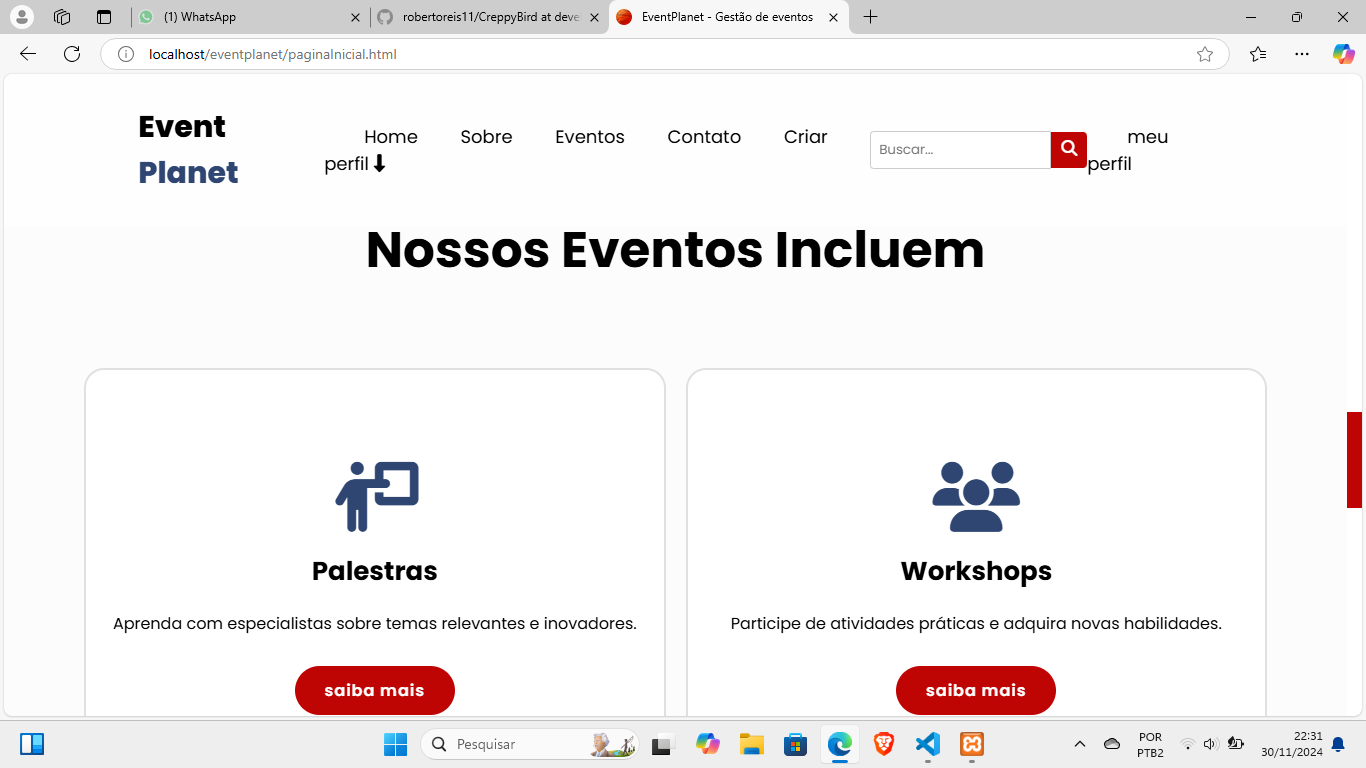 (1) WhatsApp
robertoreis11/CreppyBird at deve
EventPlanet - Gestão de eventos
localhost/eventplanet/paginaInicial.html
Event
Planet
Home Sobre Eventos Contato Criar
perfil
Buscar...
meu
perfil
Nossos Eventos Incluem
Palestras
Aprenda com especialistas sobre temas relevantes e inovadores.
saiba mais
Workshops
Participe de atividades práticas e adquira novas habilidades.
saiba mais
Pesquisar
POR
PTB2
22:31
30/11/2024